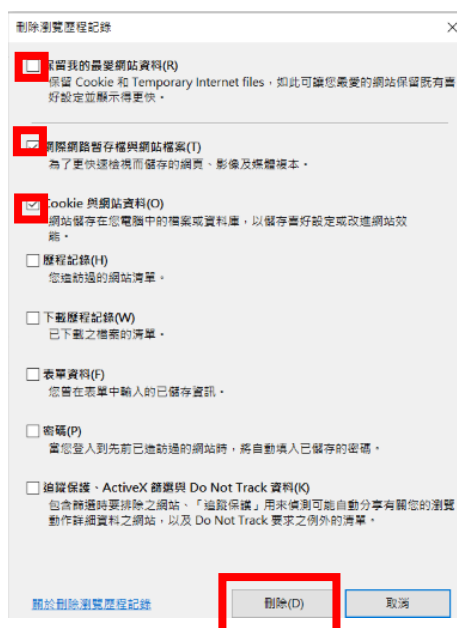 刪除瀏覽歷程記錄
保留我的最愛網站資料(R)
保留 Cookie 和 Temporary Internet files，如此可讓您最愛的網站保留既有喜
好設定並顯示得更快。
網際網路暫存檔與網站檔案(T)
為了更快速檢視而儲存的網頁、影像及媒體複本。
Cookie 與網站資料(O)
網站儲存在您電腦中的檔案或資料庫，以儲存喜好設定或改進網站效
能。
歷程記錄(H)
您造訪過的網站清單。
下載歷程記錄(W)
已下載之檔案的清單。
表單資料(F)
您曾在表單中輸入的已儲存資訊。
密碼(P)
當您登入到先前已造訪過的網站時，將自動填入已儲存的密碼。
追蹤保護、ActiveX 篩選與 Do Not Track 資料(K)
包含篩選時要排除之網站、「追蹤保護」用來偵測可能自動分享有關您的瀏覽
動作詳細資料之網站，以及 Do Not Track 要求之例外的清單。
關於刪除瀏覽歷程記錄
刪除(D)
取消